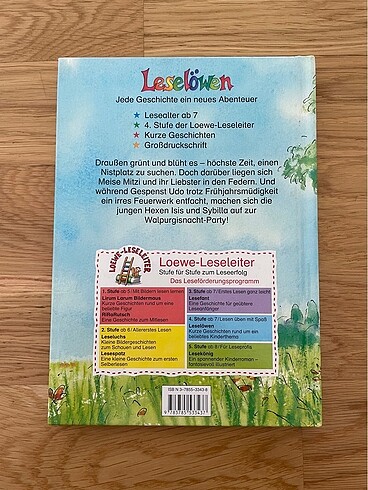 Leselöwen
Jede Geschichte ein neues Abenteuer
Lesealter ab 7
4. Stufe der Loewe-Leseleiter
Kurze Geschichten
Großdruckschrift
Draußen grünt und blüht es – höchste Zeit, einen
Nistplatz zu suchen. Doch darüber liegen sich
Meise Mitzi und ihr Liebster in den Federn. Und
während Gespenst Udo trotz Frühjahrsmüdigkeit
ein irres Feuerwerk entfacht, machen sich die
jungen Hexen Isis und Sybilla auf zur
Walpurgisnacht-Party!
LOEWE-LESELEITER
Loewe-Leseleiter
Stufe für Stufe zum Leseerfolg
Das Leseförderungsprogramm
1. Stufe ab 5/Mit Bildern lesen lernen
Lirum Larum Bildermaus
Kurze Geschichten rund um eine
beliebte Figur
Eine Geschichte zum Mitlesen
2. Stufe ab 6/Allererstes Lesen
Leseluchs
Kleine Bildergeschichten
zum Schauen und Lesen
Lesespatz
Eine kleine Geschichte zum ersten
Selberlesen
3. Stufe ab 7/Erstes Lesen ganz leicht
Lesefant
Eine Geschichte für geübtere
Leseanfänger
4. Stufe ab 7/Lesen üben mit Spaß
Leselöwen
Kurze Geschichten rund um ein
beliebtes Kinderthema
5. Stufe ab 8/Für Leseprofis
Lesekönig
Ein spannender Kinderroman –
fantasievoll illustriert
ISBN 3-7855-3343-8
9783785533437